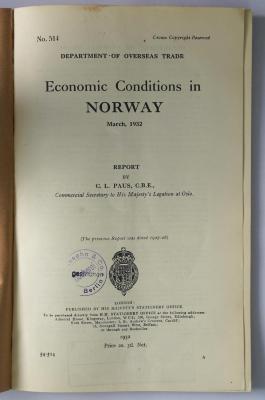 No. 514
Crown Copyright Reserved
DEPARTMENT OF OVERSEAS TRADE
Economic Conditions in
NORWAY
March, 1932
REPORT
BY
C. L. PAUS, C.B.E.,
Commercial Secretary to His Majesty's Legation at Oslo.
(The previous Report was dated 1927-28)
Berlin
LONDON:
PUBLISHED BY HIS MAJESTY'S STATIONERY OFFICE
To be purchased directly from H.M. STATIONERY OFFICE at the following addresses
Adastral House, Kingsway, London, W.C.2; 120, George Street, Edinburgh;
York Street, Manchester; 1, St. Andrew's Crescent, Cardiff;
15, Donegall Square West, Belfast;
or through any Bookseller.
1932
Price 2s. 3d. Net.
A